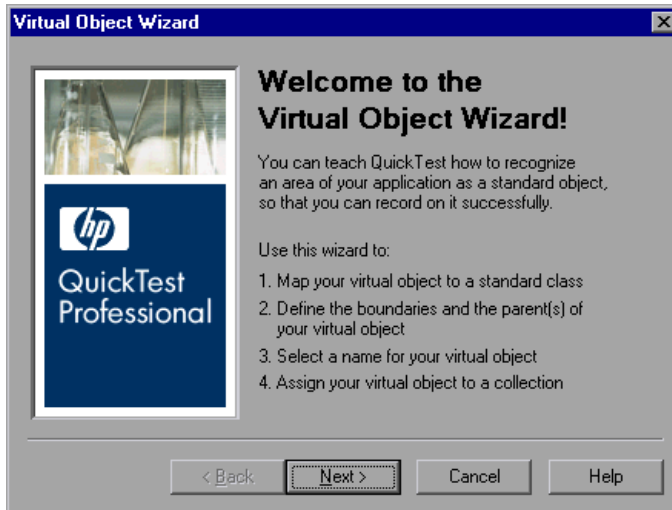 Virtual Object Wizard
Welcome to the
Virtual Object Wizard!
You can teach QuickTest how to recognize
an area of your application as a standard object,
so that you can record on it successfully.
Use this wizard to:
1. Map your virtual object to a standard class
2. Define the boundaries and the parent(s) of
your virtual object
3. Select a name for your virtual object
4. Assign your virtual object to a collection
hp
QuickTest
Professional
< Back
Next >
Cancel
Help